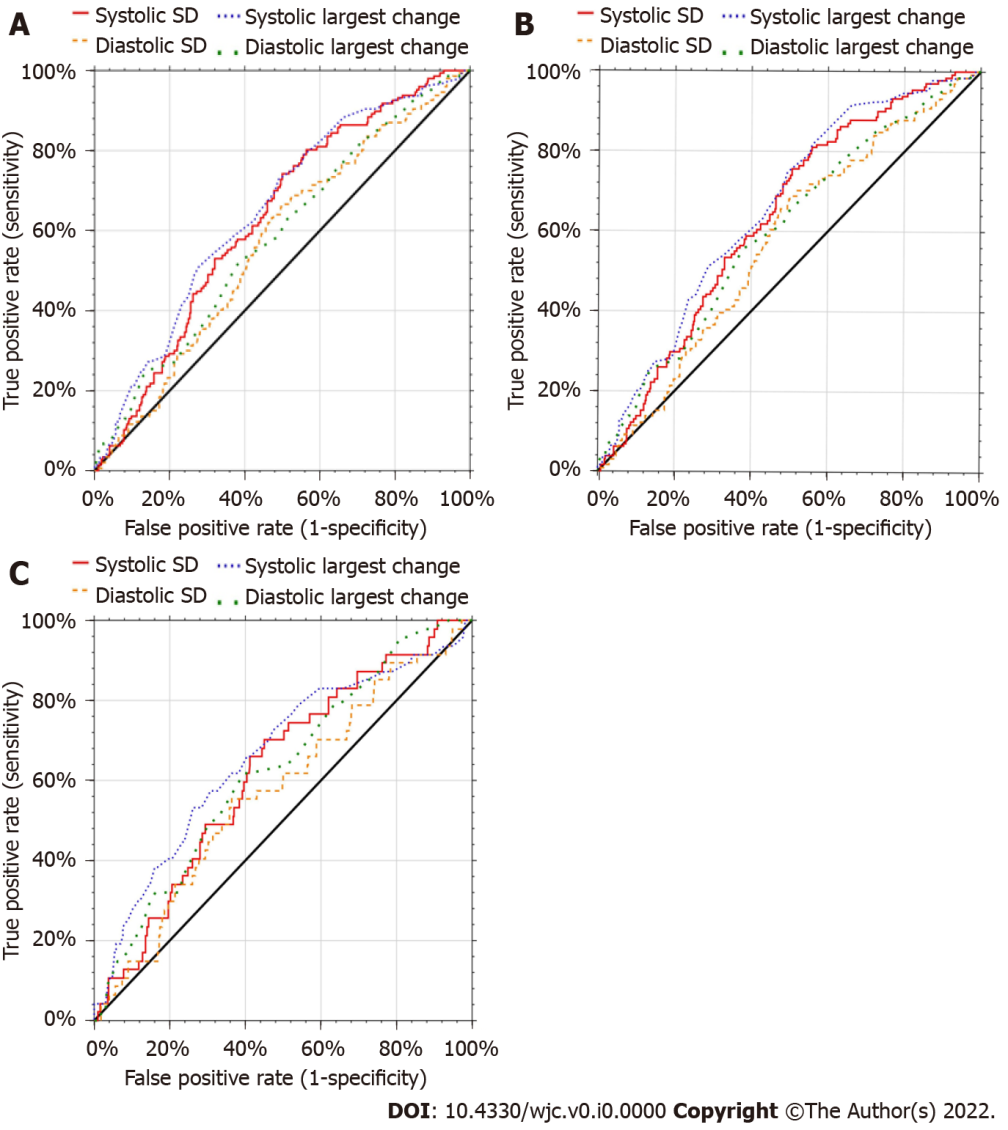 A
Systolic SD Systolic largest change
Diastolic SD Diastolic largest change
100%
80%
60%
40%
20%
0%
0% 20% 40% 60% 80% 100%
True positive rate (sensitivity)
False positive rate (1-specificity)
B
Systolic SD Systolic largest change
Diastolic SD Diastolic largest change
100%
80%
60%
40%
20%
0%
0% 20% 40% 60% 80% 100%
True positive rate (sensitivity)
False positive rate (1-specificity)
C
Systolic SD Systolic largest change
Diastolic SD Diastolic largest change
100%
80%
60%
40%
20%
0%
0% 20% 40% 60% 80% 100%
True positive rate (sensitivity)
False positive rate (1-specificity)
DOI: 10.4330/wjc.v0.i0.0000 Copyright ©The Author(s) 2022.